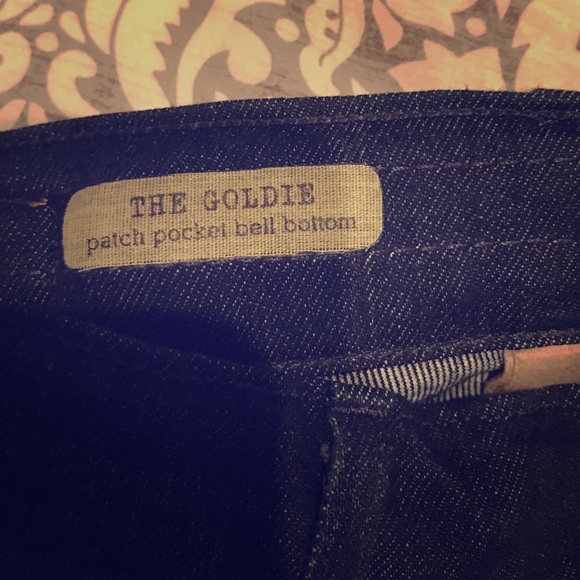 THE GOLDIE
patch pocket bell bottom